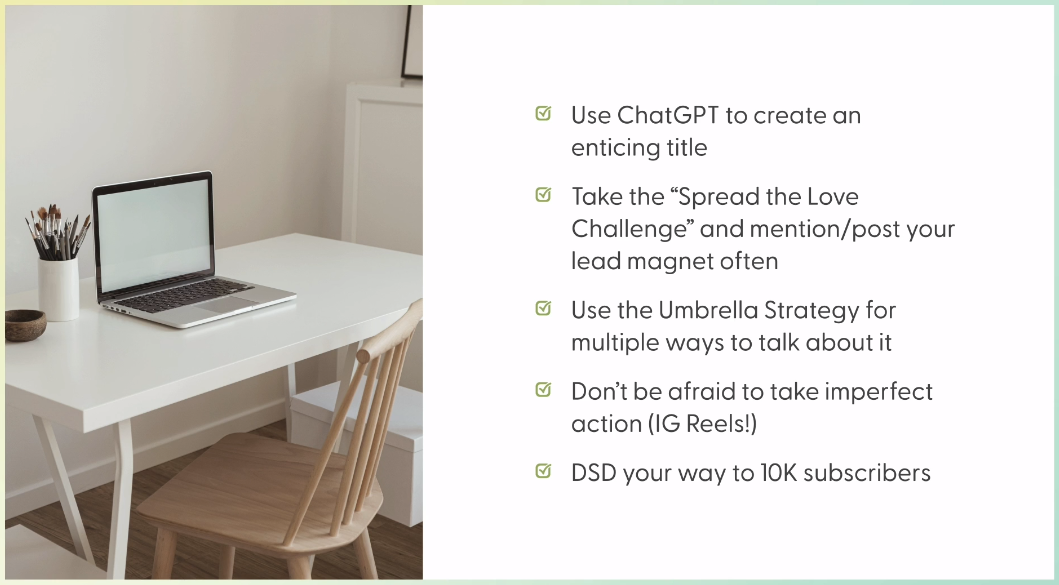 Use ChatGPT to create an
enticing title
Take the “Spread the Love
Challenge” and mention/post your
lead magnet often
Use the Umbrella Strategy for
multiple ways to talk about it
Don’t be afraid to take imperfect
action (IG Reels!)
DSD your way to 10K subscribers